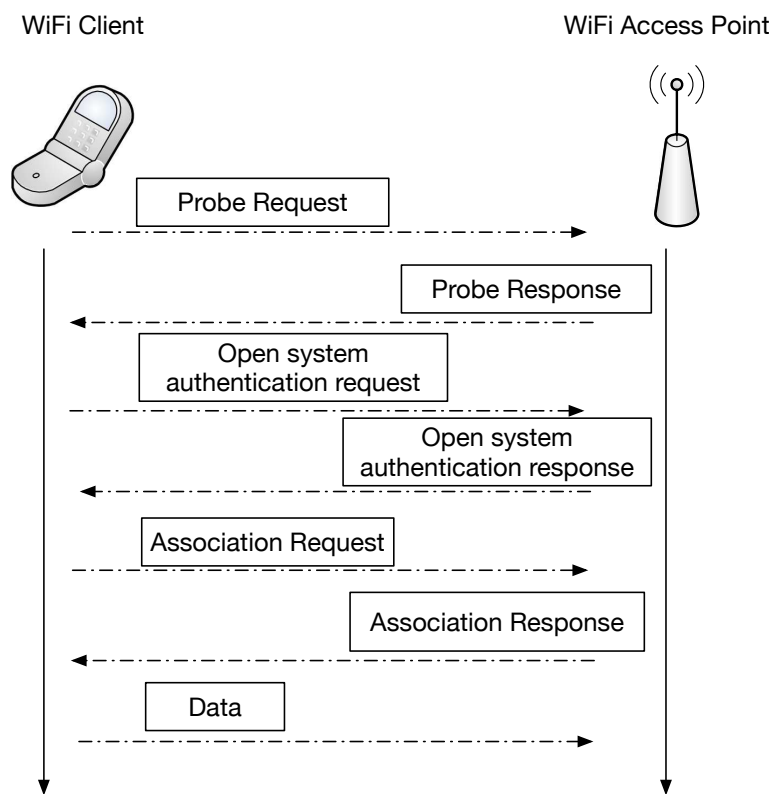 WiFi Client
WiFi Access Point
Probe Request
Probe Response
Open system
authentication request
Open system
authentication response
Association Request
Association Response
Data